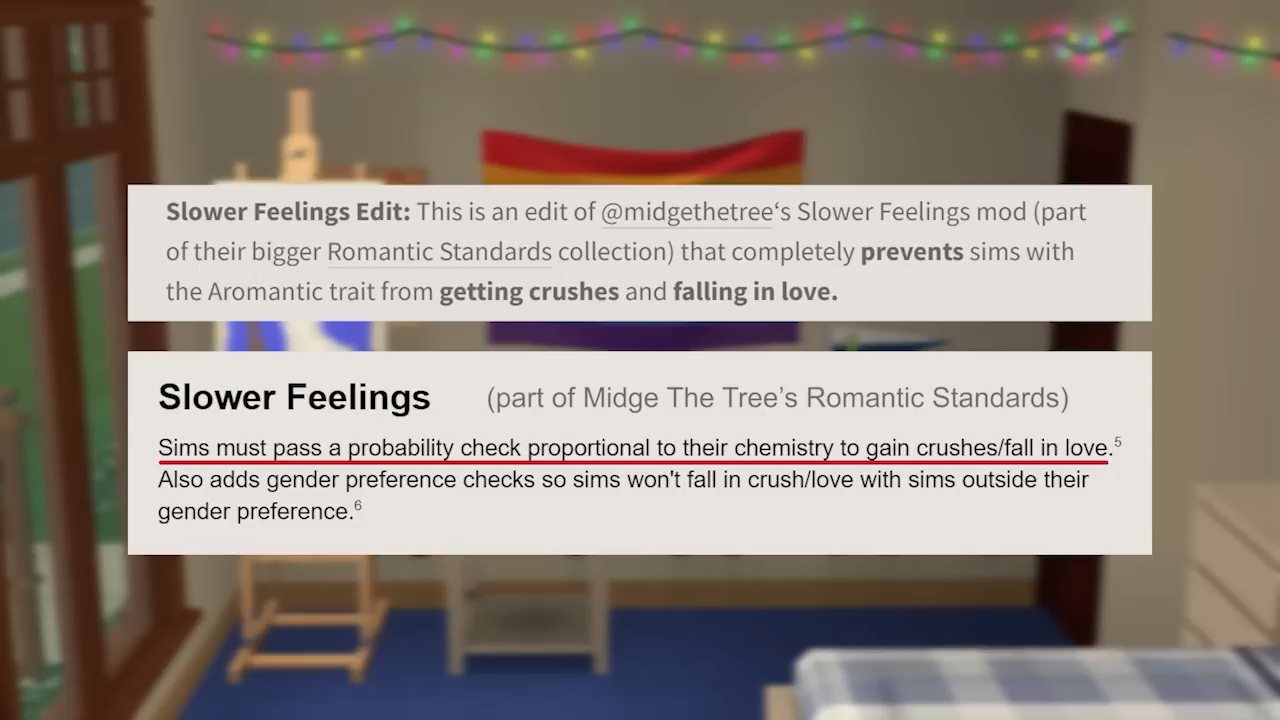 Slower Feelings Edit: This is an edit of @midgethetree‘s Slower Feelings mod (part
of their bigger Romantic Standards collection) that completely prevents sims with
the Aromantic trait from getting crushes and falling in love.
Slower Feelings (part of Midge The Tree’s Romantic Standards)
Sims must pass a probability check proportional to their chemistry to gain crushes/fall in love.5
Also adds gender preference checks so sims won't fall in crush/love with sims outside their
gender preference.6